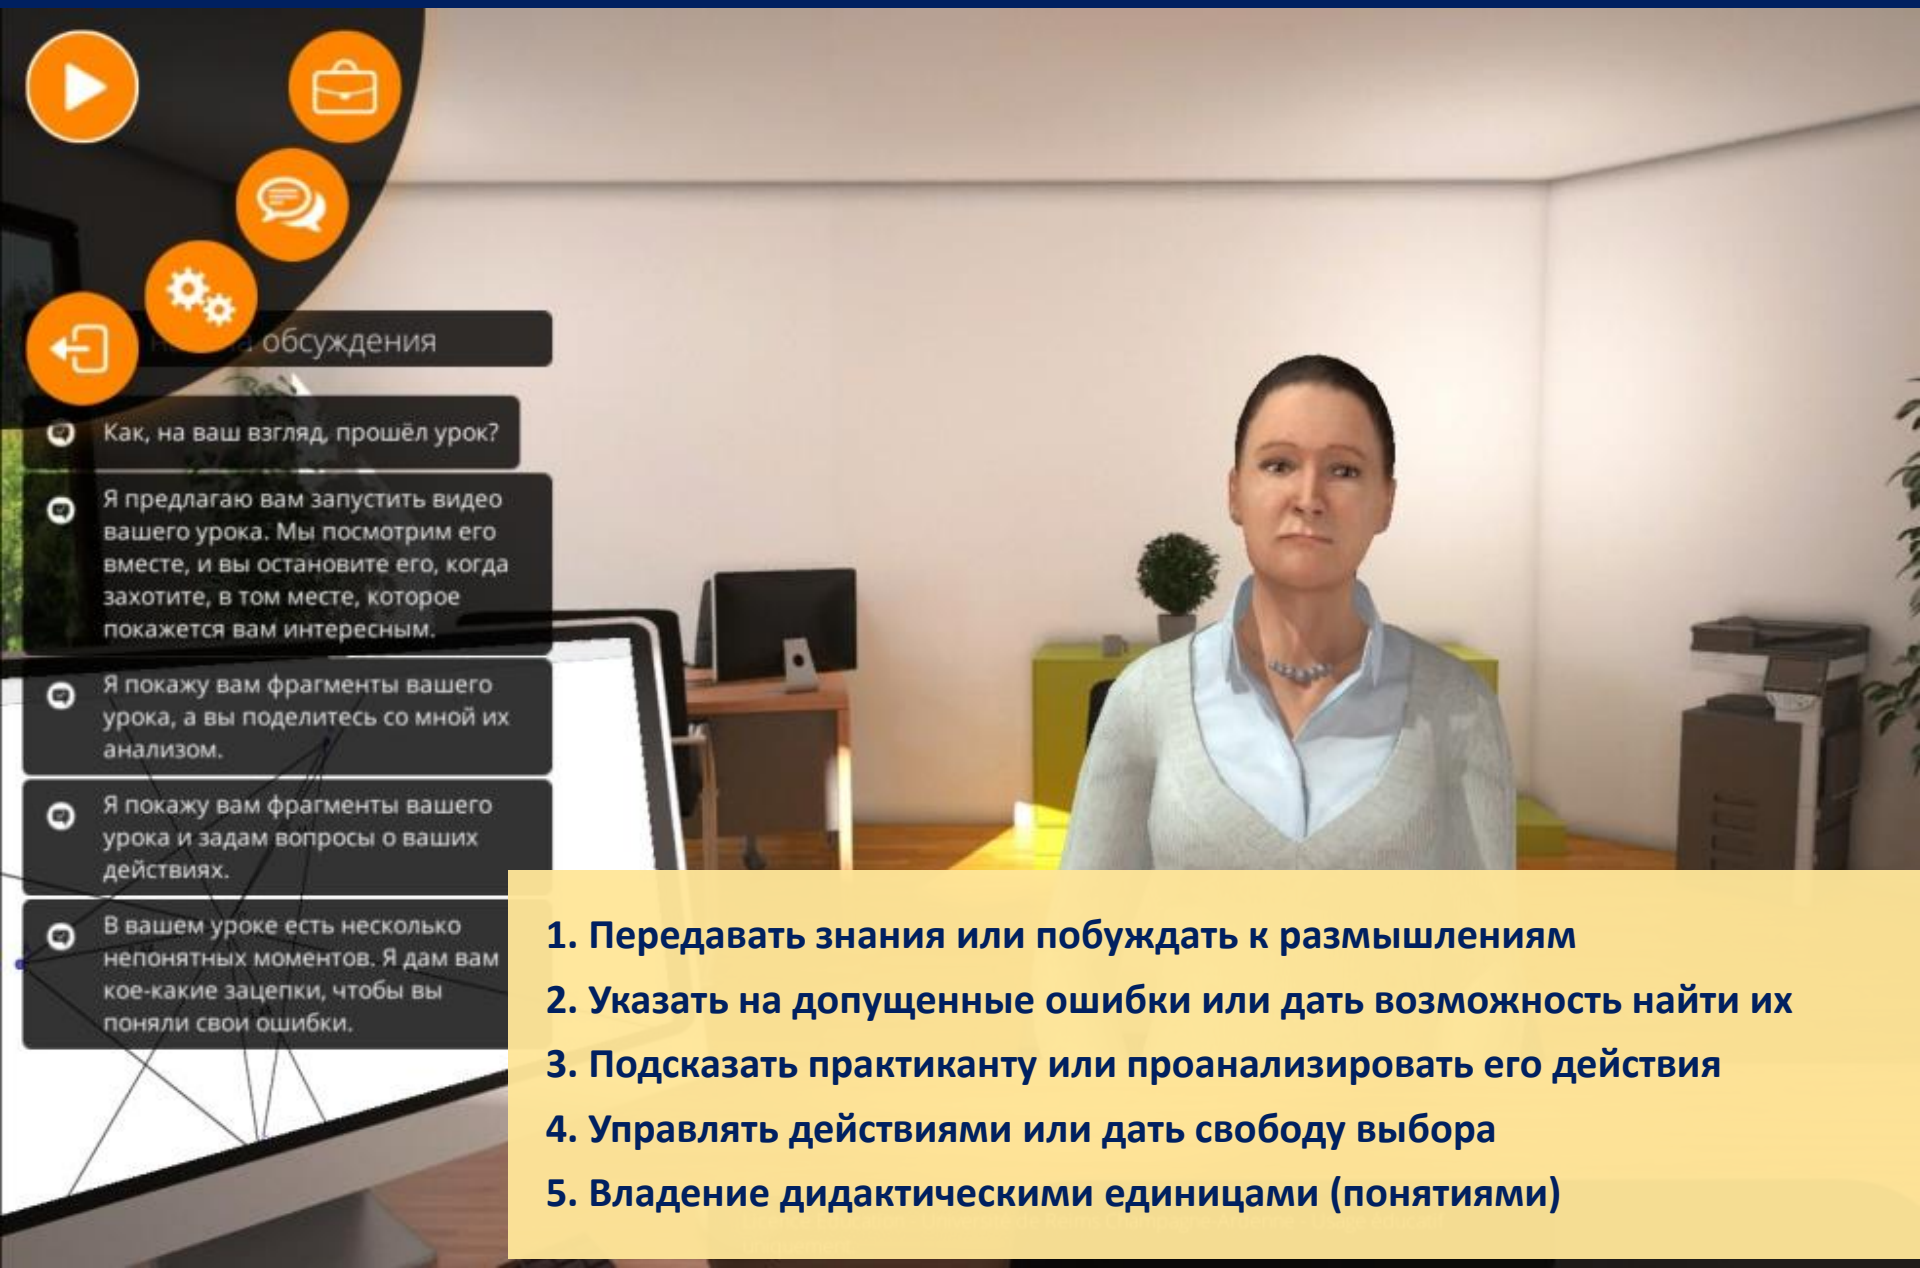 обсуждения
Как, на ваш взгляд, прошёл урок?
Я предлагаю вам запустить видео
вашего урока. Мы посмотрим его
вместе, и вы остановите его, когда
захотите, в том месте, которое
покажется вам интересным.
Я покажу вам фрагменты вашего
урока, а вы поделитесь со мной их
анализом.
Я покажу вам фрагменты вашего
урока и задам вопросы о ваших
действиях.
В вашем уроке есть несколько
непонятных моментов. Я дам вам
кое-какие зацепки, чтобы вы
поняли свои ошибки.
1. Передавать знания или побуждать к размышлениям
2. Указать на допущенные ошибки или дать возможность найти их
3. Подсказать практиканту или проанализировать его действия
4. Управлять действиями или дать свободу выбора
5. Владение дидактическими единицами (понятиями)